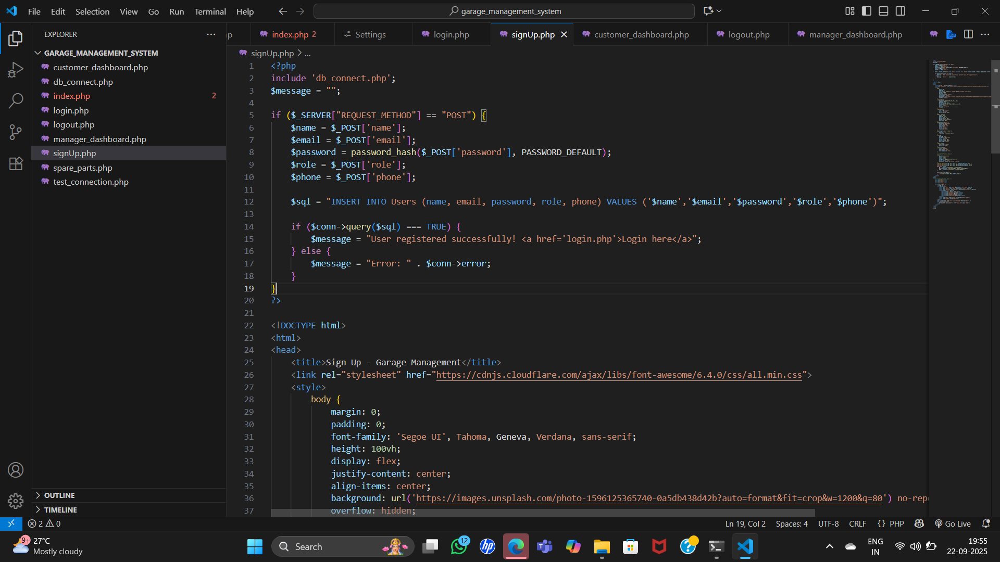 File Edit Selection View Go Run Terminal Help
garage_management_system
EXPLORER
GARAGE_MANAGEMENT_SYSTEM
customer_dashboard.php
db_connect.php
index.php 2
login.php
logout.php
manager_dashboard.php
signUp.php
spare_parts.php
test_connection.php
OUTLINE
TIMELINE
p index.php 2 Settings login.php signUp.php customer_dashboard.php logout.php manager_dashboard.php
signUp.php > ...
1 <?php
2 include 'db_connect.php';
3 $message = "";
4
5 if ($_SERVER["REQUEST_METHOD"] == "POST") {
6 $name = $_POST['name'];
7 $email = $_POST['email'];
8 $password = password_hash($_POST['password'], PASSWORD_DEFAULT);
9 $role = $_POST['role'];
10 $phone = $_POST['phone'];
11
12 $sql = "INSERT INTO Users (name, email, password, role, phone) VALUES ('$name','$email','$password','$role','$phone')";
13
14 if ($conn->query($sql) === TRUE) {
15 $message = "User registered successfully! <a href='login.php'>Login here</a>";
16 } else {
17 $message = "Error: " . $conn->error;
18 }
19 }
20 ?>
21
22 <!DOCTYPE html>
23 <html>
24 <head>
25 <title>Sign Up - Garage Management</title>
26 <link rel="stylesheet" href="https://cdnjs.cloudflare.com/ajax/libs/font-awesome/6.4.0/css/all.min.css">
27 <style>
28 body {
29 margin: 0;
30 padding: 0;
31 font-family: 'Segoe UI', Tahoma, Geneva, Verdana, sans-serif;
32 height: 100vh;
33 display: flex;
34 justify-content: center;
35 align-items: center;
36 background: url('https://images.unsplash.com/photo-1596125365740-0a5db438d42b?auto=format&fit=crop&w=1200&q=80') no-repe
37 overflow: hidden;
2 0
Ln 19, Col 2 Spaces: 4 UTF-8 CRLF {} PHP Go Live
9+
27°C
Mostly cloudy
Search
12
ENG
IN
19:55
22-09-2025